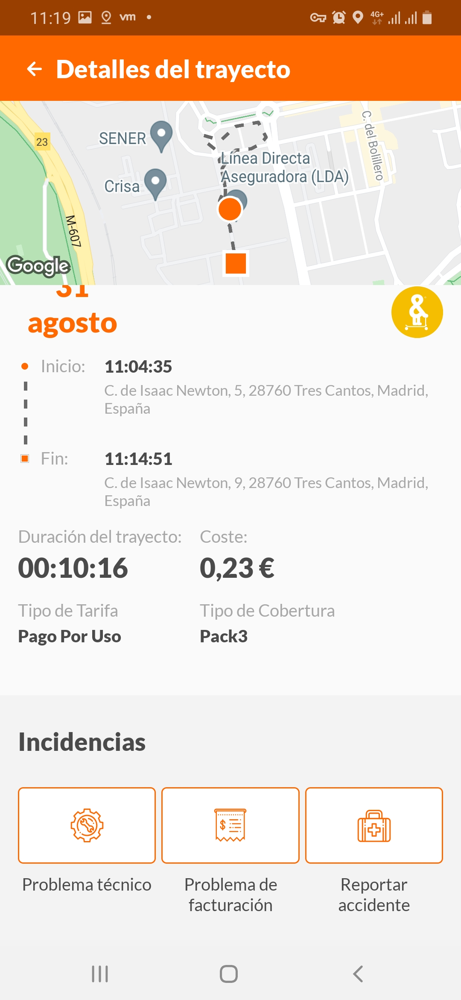 11:19 vm 4G+
Detalles del trayecto
23
SENER
Crisa
Línea Directa
Aseguradora (LDA)
C. del Bolillero
M-607
Google
31
agosto
Inicio: 11:04:35
C. de Isaac Newton, 5, 28760 Tres Cantos, Madrid,
España
Fin: 11:14:51
C. de Isaac Newton, 9, 28760 Tres Cantos, Madrid,
España
Duración del trayecto: Coste:
00:10:16 0,23 €
Tipo de Tarifa Tipo de Cobertura
Pago Por Uso Pack3
Incidencias
Problema técnico
Problema de
facturación
Reportar
accidente